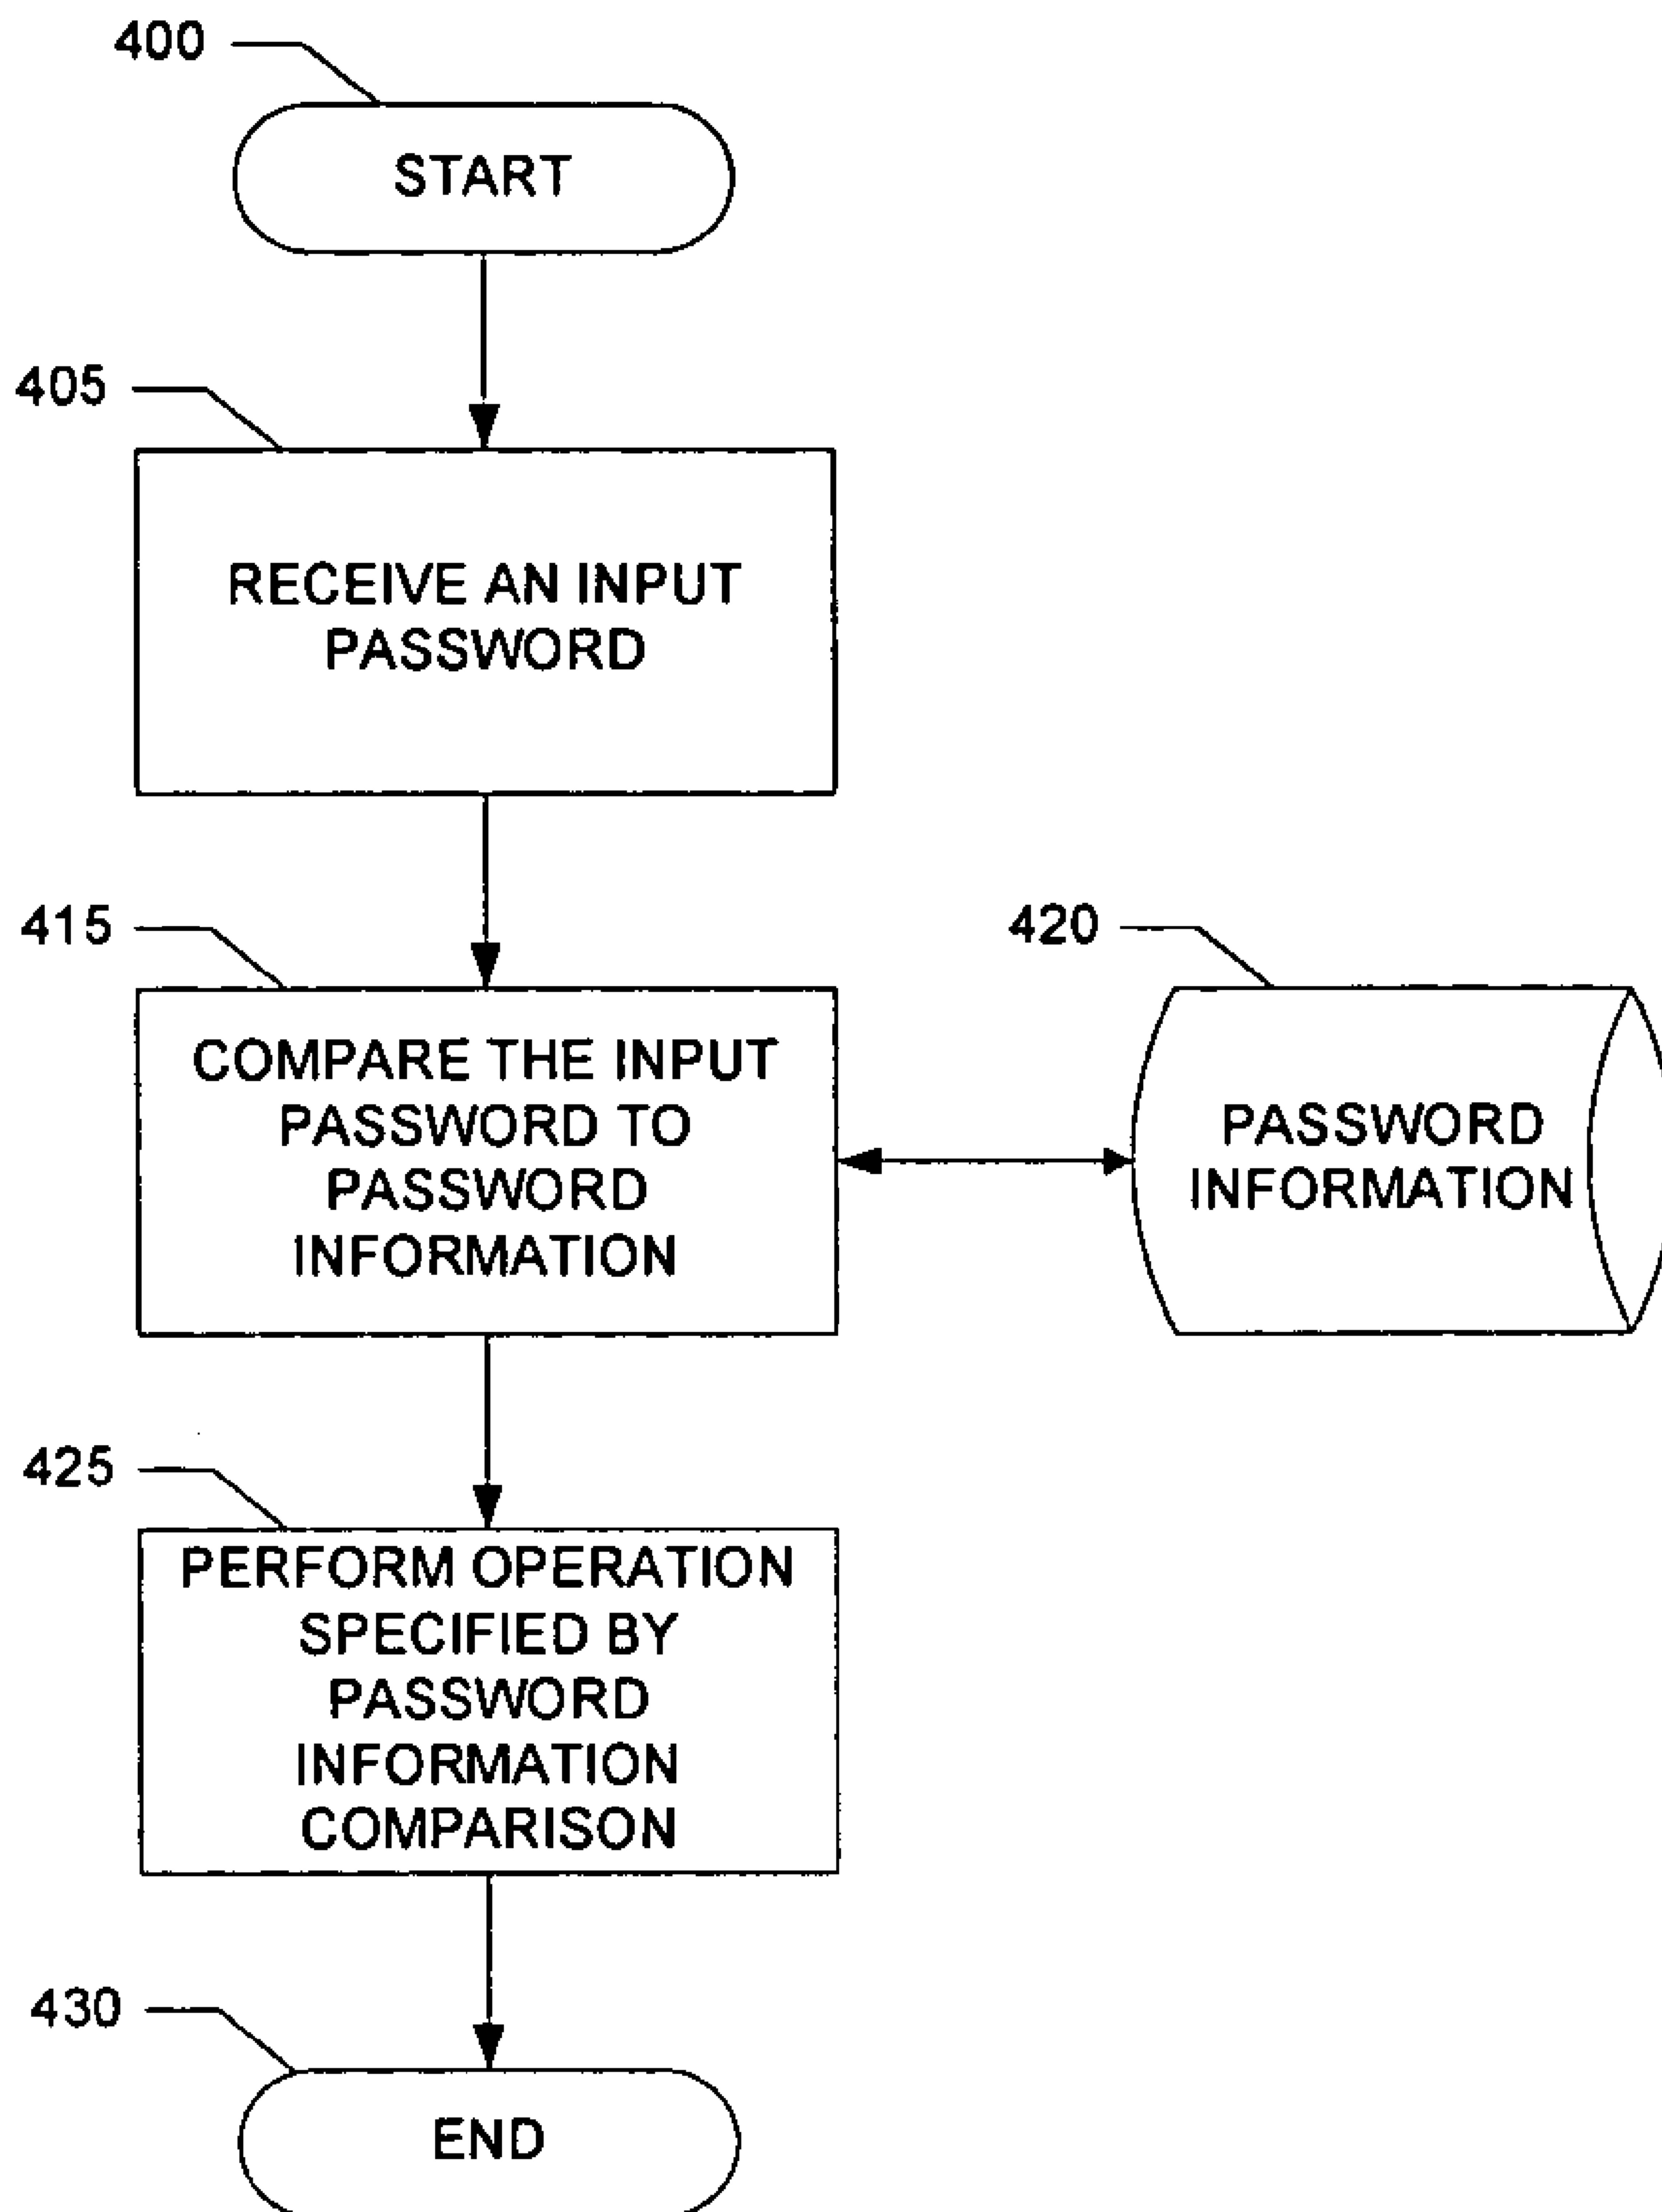 400
START
405
RECEIVE AN INPUT
PASSWORD
415
COMPARE THE INPUT
PASSWORD TO
PASSWORD
INFORMATION
420
PASSWORD
INFORMATION
425
PERFORM OPERATION
SPECIFIED BY
PASSWORD
INFORMATION
COMPARISON
430
END